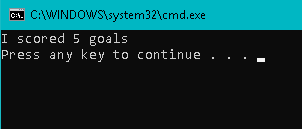 C:\WINDOWS\system32\cmd.exe
I scored 5 goals
Press any key to continue . . .